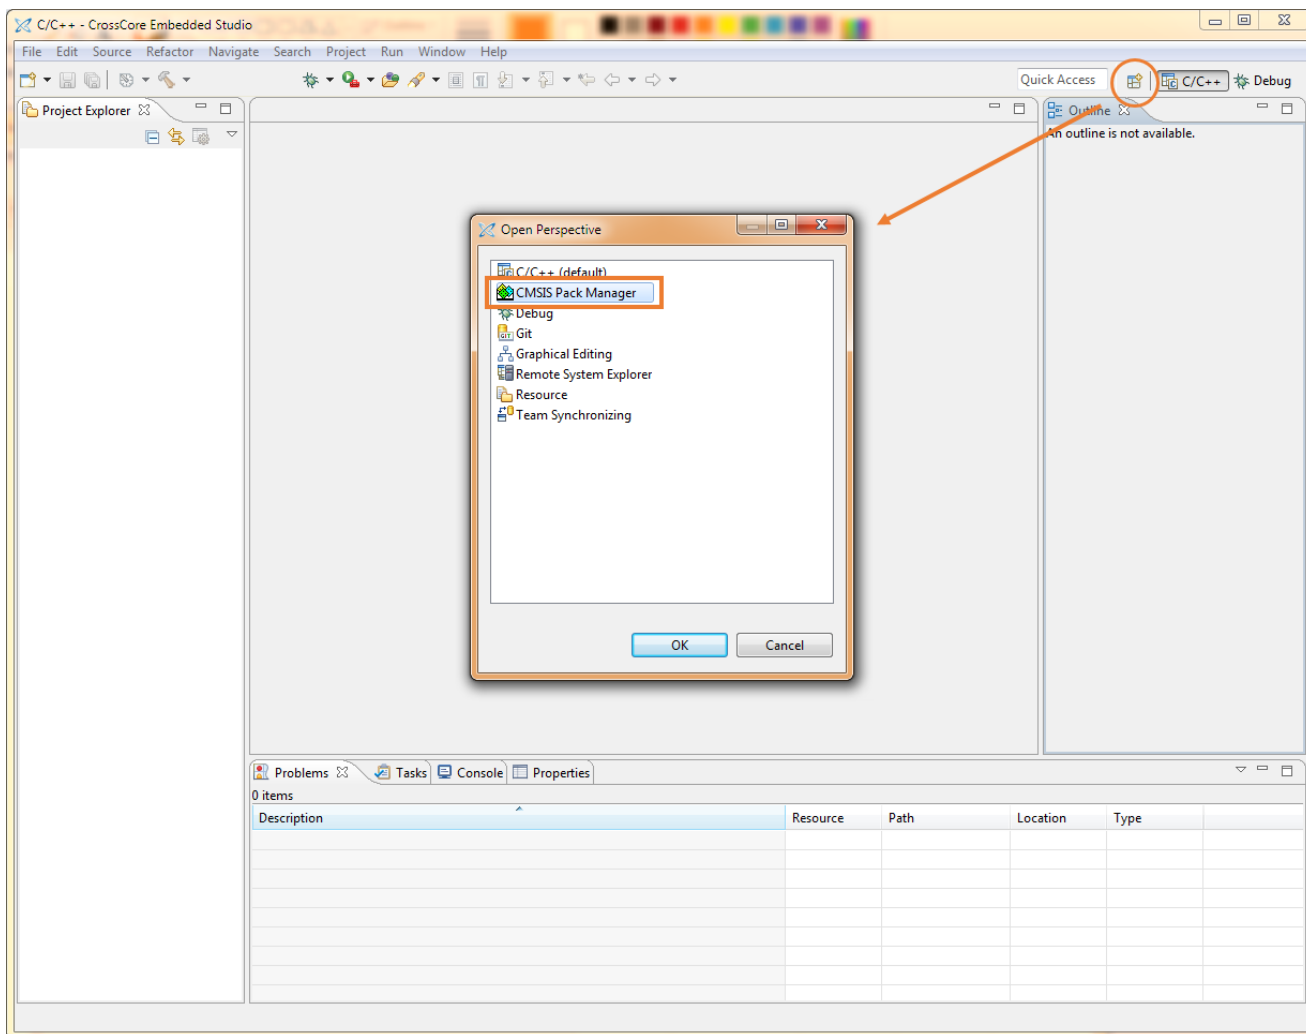 C/C++ - CrossCore Embedded Studio
File Edit Source Refactor Navigate Search Project Run Window Help
Quick Access C/C++ Debug
Project Explorer
Outline
An outline is not available.
Open Perspective
C/C++ (default)
CMSIS Pack Manager
Debug
Git
Graphical Editing
Remote System Explorer
Resource
Team Synchronizing
OK Cancel
Problems Tasks Console Properties
0 items
Description Resource Path Location Type